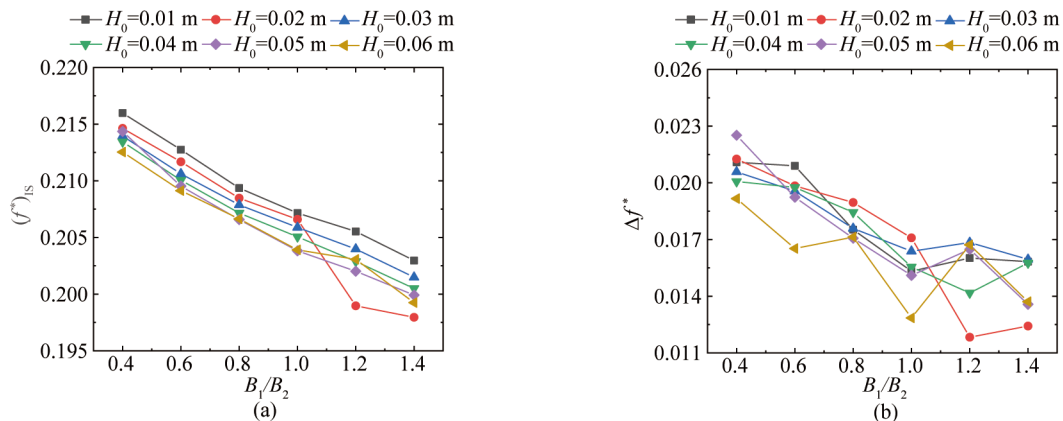 H₀=0.01 m H₀=0.02 m H₀=0.03 m
H₀=0.04 m H₀=0.05 m H₀=0.06 m
0.220
0.215
0.210
0.205
0.200
0.195
(f*)IS
0.4 0.6 0.8 1.0 1.2 1.4
B₁/B₂
(a)
H₀=0.01 m H₀=0.02 m H₀=0.03 m
H₀=0.04 m H₀=0.05 m H₀=0.06 m
0.026
0.023
0.020
0.017
0.014
0.011
Δf*
0.4 0.6 0.8 1.0 1.2 1.4
B₁/B₂
(b)